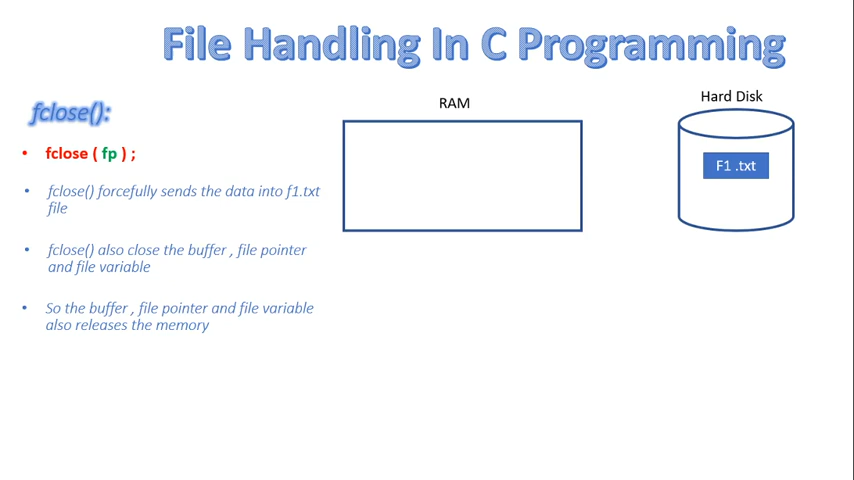 File Handling In C Programming
fclose():
• fclose ( fp ) ;
• fclose() forcefully sends the data into f1.txt
file
• fclose() also close the buffer , file pointer
and file variable
• So the buffer , file pointer and file variable
also releases the memory
RAM
Hard Disk
F1 .txt